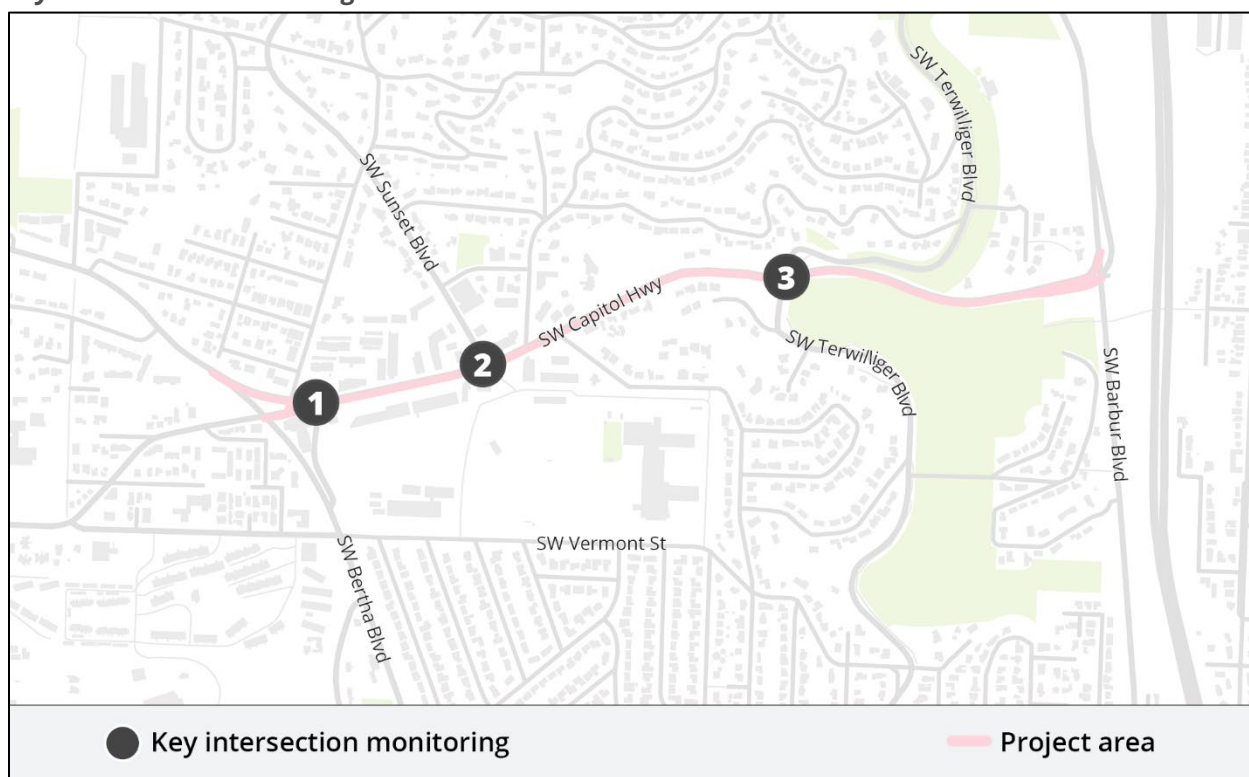 SW Terwilliger Blvd
SW Sunset Blvd
3
SW Capitol Hwy
2
SW Terwilliger Blvd
1
SW Barbur Blvd
SW Vermont St
SW Bertha Blvd
Key intersection monitoring
Project area